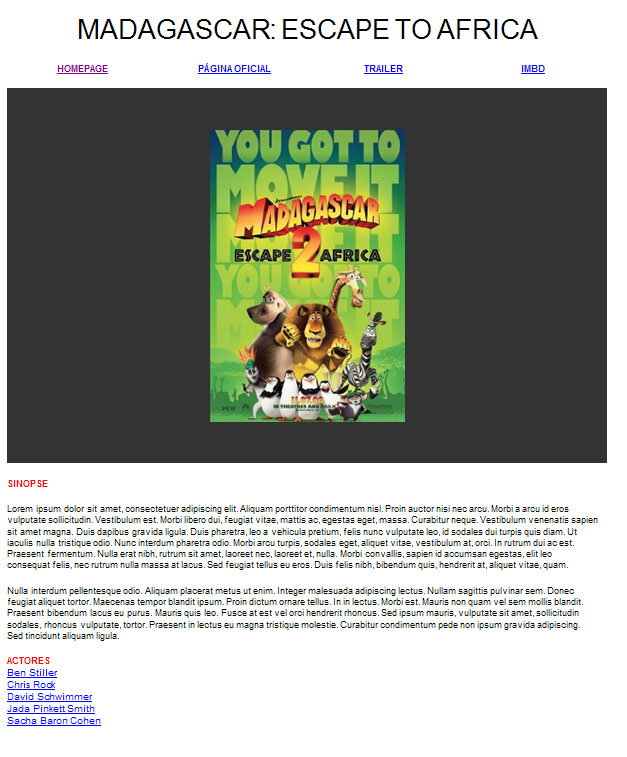 MADAGASCAR: ESCAPE TO AFRICA
HOMEPAGE PÁGINA OFICIAL TRAILER IMBD
YOU GOT TO
MOVE IT
MADAGASCAR
ESCAPE 2 AFRICA
YOU GOT TO
11.07.08
IN THEATRES AND IMAX
SINOPSE
Lorem ipsum dolor sit amet, consectetuer adipiscing elit. Aliquam porttitor condimentum nisl. Proin auctor nisi nec arcu. Morbi a arcu id eros
vulputate sollicitudin. Vestibulum est. Morbi libero dui, feugiat vitae, mattis ac, egestas eget, massa. Curabitur neque. Vestibulum venenatis sapien
sit amet magna. Duis dapibus gravida ligula. Duis pharetra, leo a vehicula pretium, felis nunc vulputate leo, id sodales dui turpis quis diam. Ut
iaculis nulla tristique odio. Nunc interdum pharetra odio. Morbi arcu turpis, sodales eget, aliquet vitae, vestibulum at, orci. In rutrum dui ac est.
Praesent fermentum. Nulla erat nibh, rutrum sit amet, laoreet nec, laoreet et, nulla. Morbi convallis, sapien id accumsan egestas, elit leo
consequat felis, nec rutrum nulla massa at lacus. Sed feugiat tellus eu eros. Duis felis nibh, bibendum quis, hendrerit at, aliquet vitae, quam.
Nulla interdum pellentesque odio. Aliquam placerat metus ut enim. Integer malesuada adipiscing lectus. Nullam sagittis pulvinar sem. Donec
feugiat aliquet tortor. Maecenas tempor blandit ipsum. Proin dictum ornare tellus. In in lectus. Morbi est. Mauris non quam vel sem mollis blandit.
Praesent bibendum lacus eu purus. Mauris quis leo. Fusce at est vel orci hendrerit rhoncus. Sed ipsum mauris, vulputate sit amet, sollicitudin
sodales, rhoncus vulputate, tortor. Praesent in lectus eu magna tristique molestie. Curabitur condimentum pede non ipsum gravida adipiscing.
Sed tincidunt aliquam ligula.
ACTORES
Ben Stiller
Chris Rock
David Schwimmer
Jada Pinkett Smith
Sacha Baron Cohen